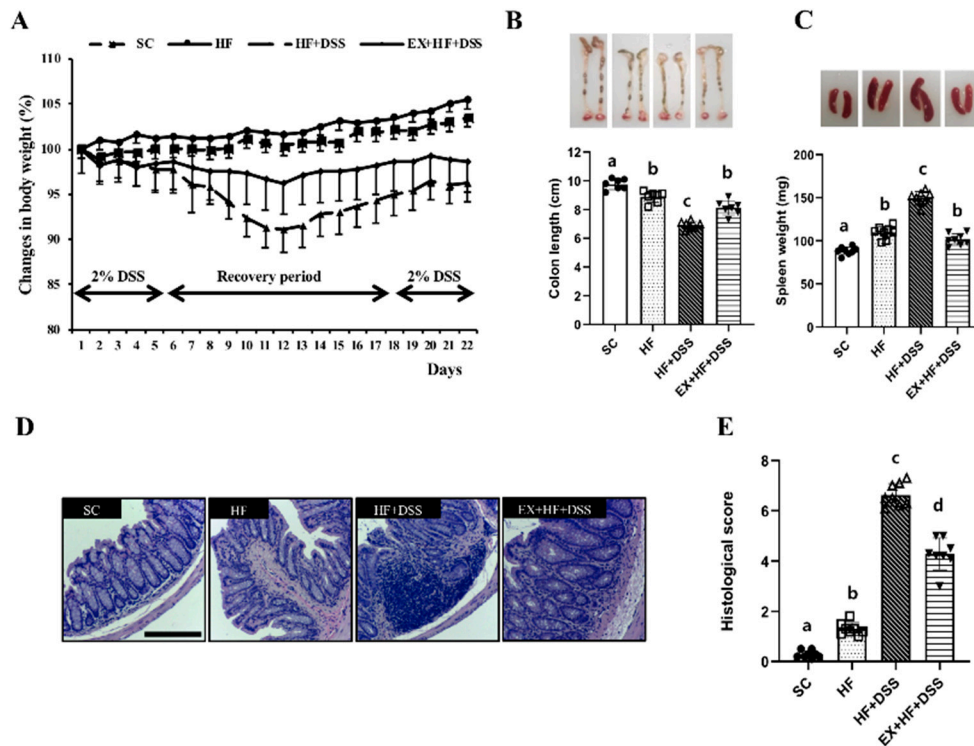 A
SC HF HF+DSS EX+HF+DSS
Changes in body weight (%)
110
105
100
95
90
85
80
2% DSS Recovery period 2% DSS
1 2 3 4 5 6 7 8 9 10 11 12 13 14 15 16 17 18 19 20 21 22
Days
B
Colon length (cm)
12
10
8
6
4
2
0
a b c b
SC HF HF+DSS EX+HF+DSS
C
Spleen weight (mg)
200
150
100
50
0
a b c b
SC HF HF+DSS EX+HF+DSS
D
SC HF HF+DSS EX+HF+DSS
E
Histological score
8
6
4
2
0
a b c d
SC HF HF+DSS EX+HF+DSS